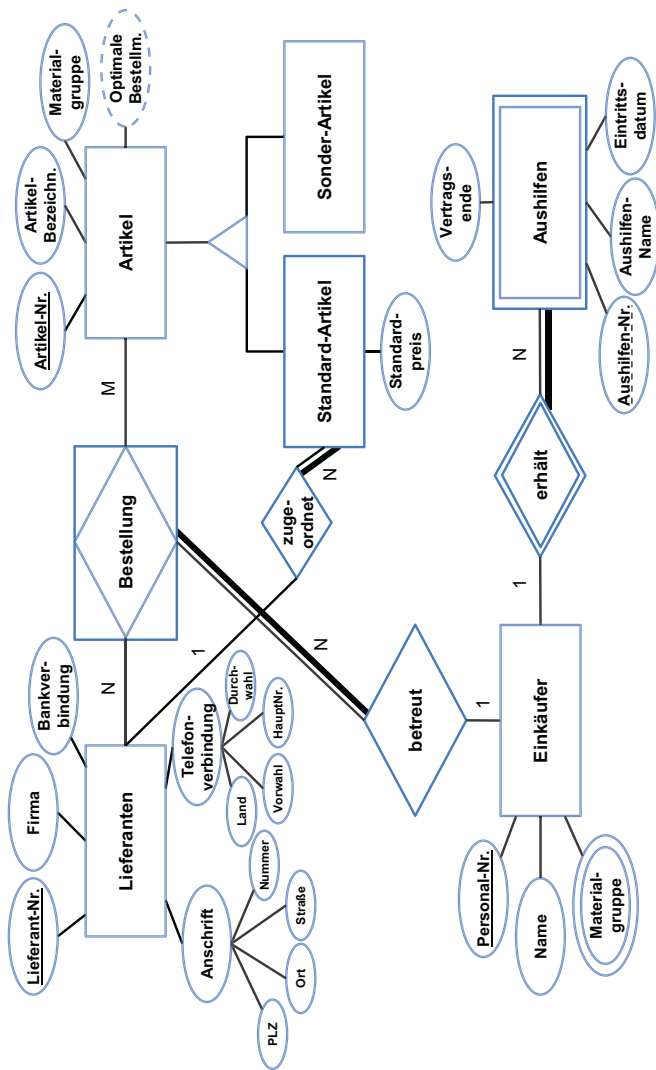 Lieferant-Nr.
Firma
Bankver-
bindung
Lieferanten
Anschrift
PLZ
Ort
Straße
Nummer
Telefon-
verbindung
Land
Vorwahl
HauptNr.
Durch-
wahl
N
Bestellung
M
Artikel-Nr.
Artikel-
Bezeichn.
Material-
gruppe
Optimale
Bestellm.
Artikel
1
zuge-
ordnet
N
Standard-Artikel
Standard-
preis
Sonder-Artikel
N
betreut
1
Personal-Nr.
Name
Material-
gruppe
Einkäufer
1
erhält
N
Vertrags-
ende
Aushilfen
Aushilfen-Nr.
Aushilfen-
Name
Eintritts-
datum